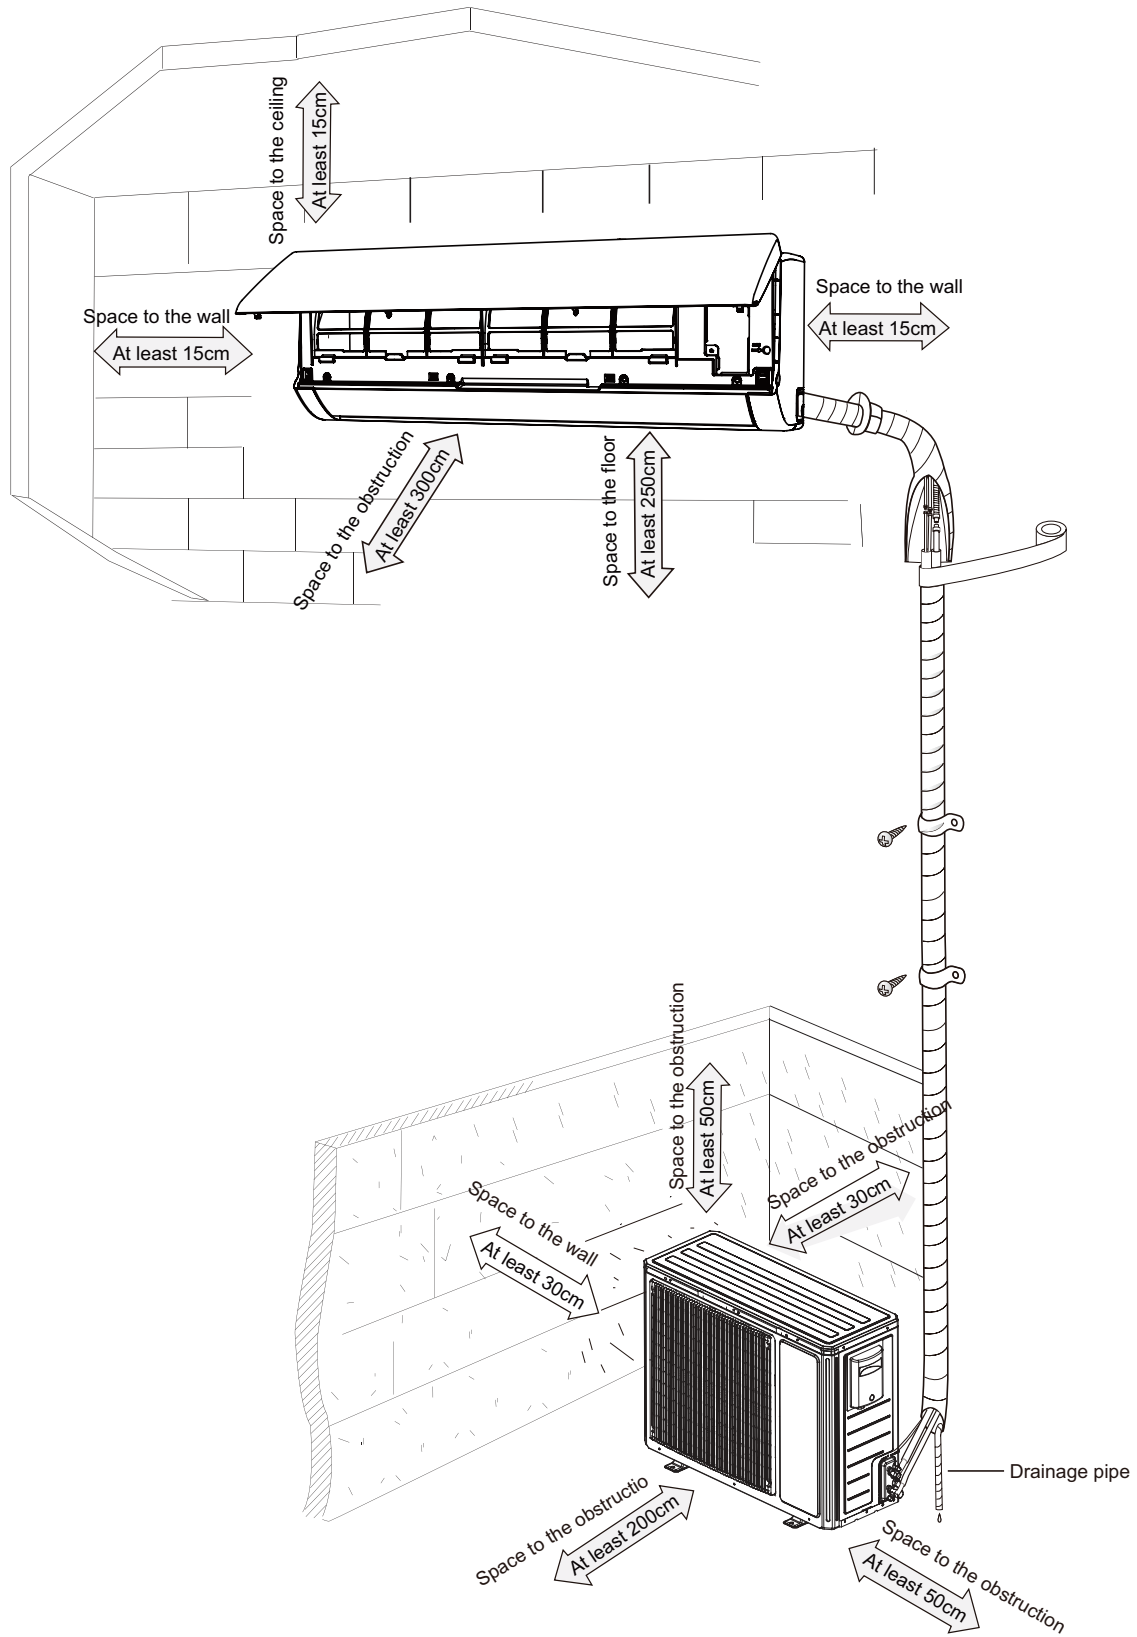 Space to the ceiling
At least 15cm
Space to the wall
At least 15cm
Space to the wall
At least 15cm
Space to the obstruction
At least 300cm
Space to the floor
At least 250cm
Space to the obstruction
At least 50cm
Space to the obstruction
At least 30cm
Space to the wall
At least 30cm
Drainage pipe
Space to the obstructio
At least 200cm
Space to the obstruction
At least 50cm